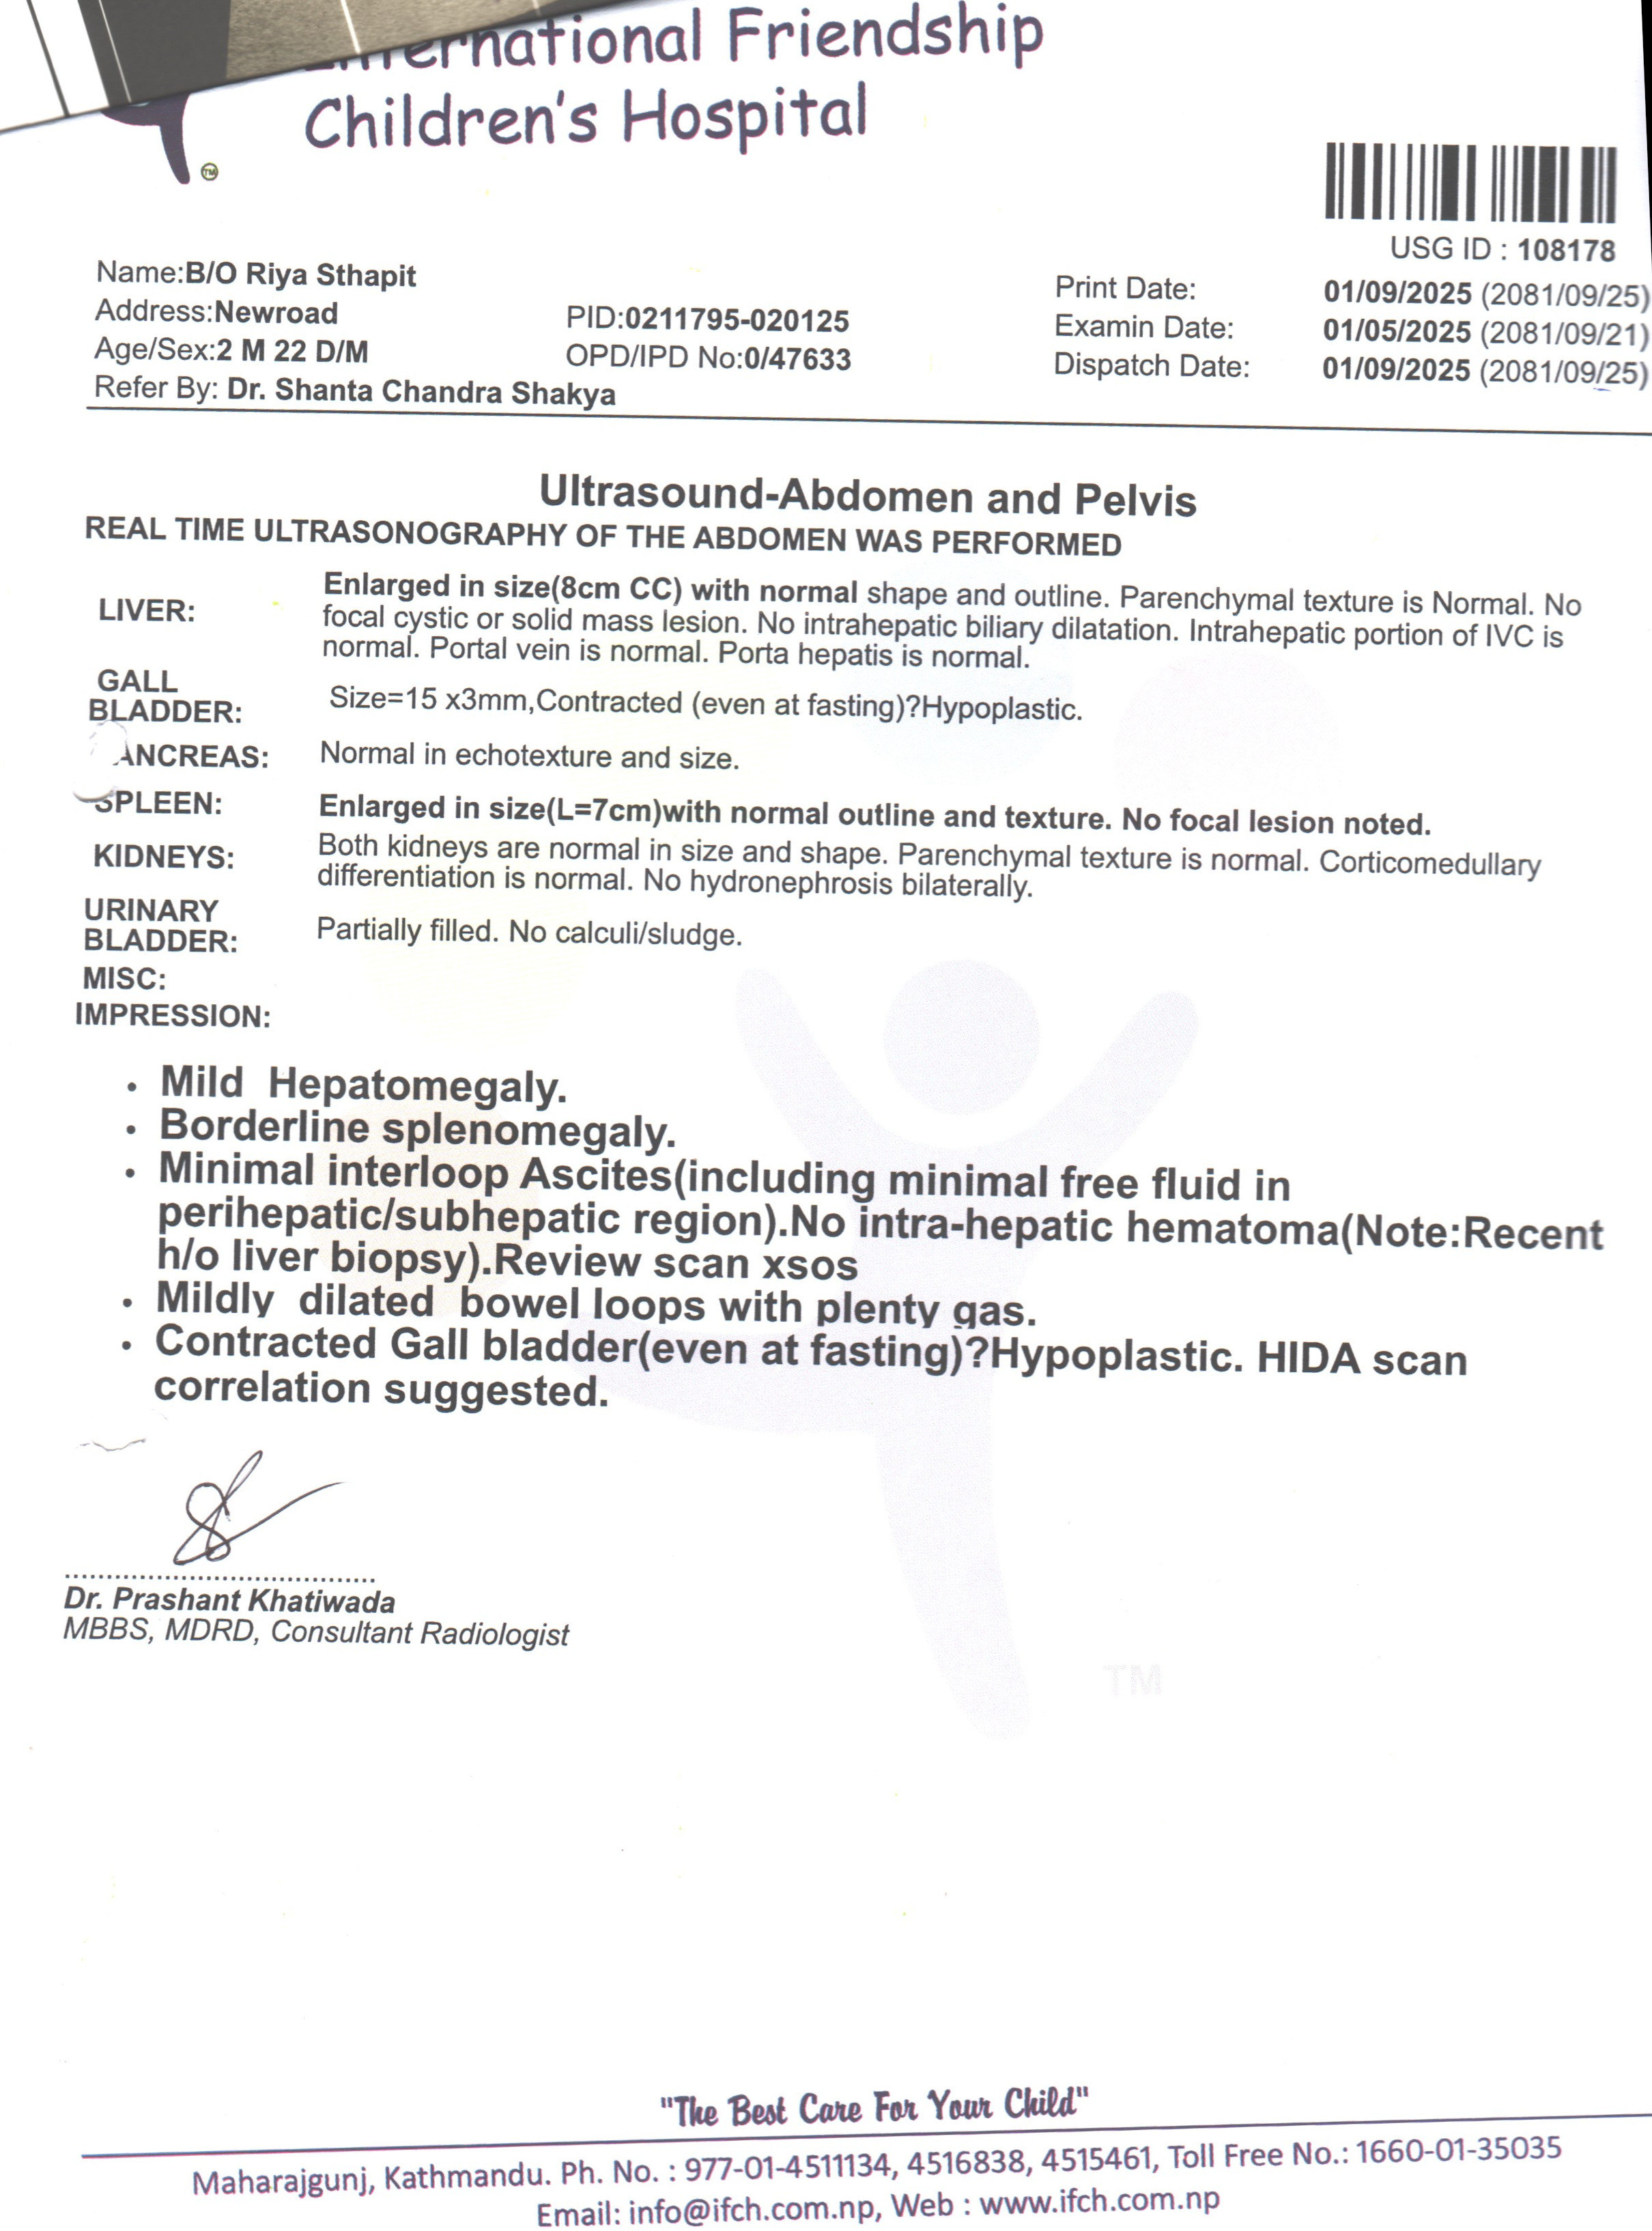 International Friendship
Children's Hospital
TM
USG ID : 108178
Name:B/O Riya Sthapit
Address:Newroad
PID:0211795-020125
Age/Sex:2 M 22 D/M
OPD/IPD No:0/47633
Refer By: Dr. Shanta Chandra Shakya
Print Date: 01/09/2025 (2081/09/25)
Examin Date: 01/05/2025 (2081/09/21)
Dispatch Date: 01/09/2025 (2081/09/25)
Ultrasound-Abdomen and Pelvis
REAL TIME ULTRASONOGRAPHY OF THE ABDOMEN WAS PERFORMED
LIVER: Enlarged in size(8cm CC) with normal shape and outline. Parenchymal texture is Normal. No
focal cystic or solid mass lesion. No intrahepatic biliary dilatation. Intrahepatic portion of IVC is
normal. Portal vein is normal. Porta hepatis is normal.
GALL
BLADDER: Size=15 x3mm,Contracted (even at fasting)?Hypoplastic.
ANCREAS: Normal in echotexture and size.
SPLEEN: Enlarged in size(L=7cm)with normal outline and texture. No focal lesion noted.
KIDNEYS: Both kidneys are normal in size and shape. Parenchymal texture is normal. Corticomedullary
differentiation is normal. No hydronephrosis bilaterally.
URINARY
BLADDER: Partially filled. No calculi/sludge.
MISC:
IMPRESSION:
• Mild Hepatomegaly.
• Borderline splenomegaly.
• Minimal interloop Ascites(including minimal free fluid in
perihepatic/subhepatic region).No intra-hepatic hematoma(Note:Recent
h/o liver biopsy).Review scan xsos
• Mildly dilated bowel loops with plenty gas.
• Contracted Gall bladder(even at fasting)?Hypoplastic. HIDA scan
correlation suggested.
Dr. Prashant Khatiwada
MBBS, MDRD, Consultant Radiologist
TM
"The Best Care For Your Child"
Maharajgunj, Kathmandu. Ph. No. : 977-01-4511134, 4516838, 4515461, Toll Free No.: 1660-01-35035
Email: info@ifch.com.np, Web : www.ifch.com.np